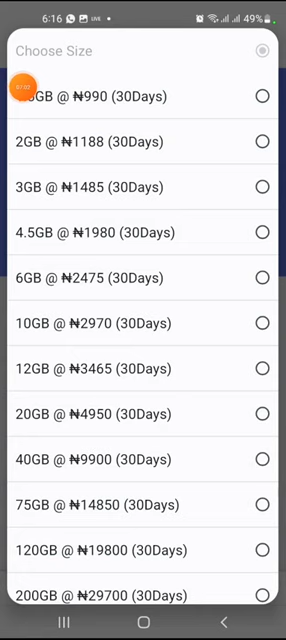 6:16 LIVE 49%
Choose Size
5GB @ ₦990 (30Days)
2GB @ ₦1188 (30Days)
3GB @ ₦1485 (30Days)
4.5GB @ ₦1980 (30Days)
6GB @ ₦2475 (30Days)
10GB @ ₦2970 (30Days)
12GB @ ₦3465 (30Days)
20GB @ ₦4950 (30Days)
40GB @ ₦9900 (30Days)
75GB @ ₦14850 (30Days)
120GB @ ₦19800 (30Days)
200GB @ ₦29700 (30Days)